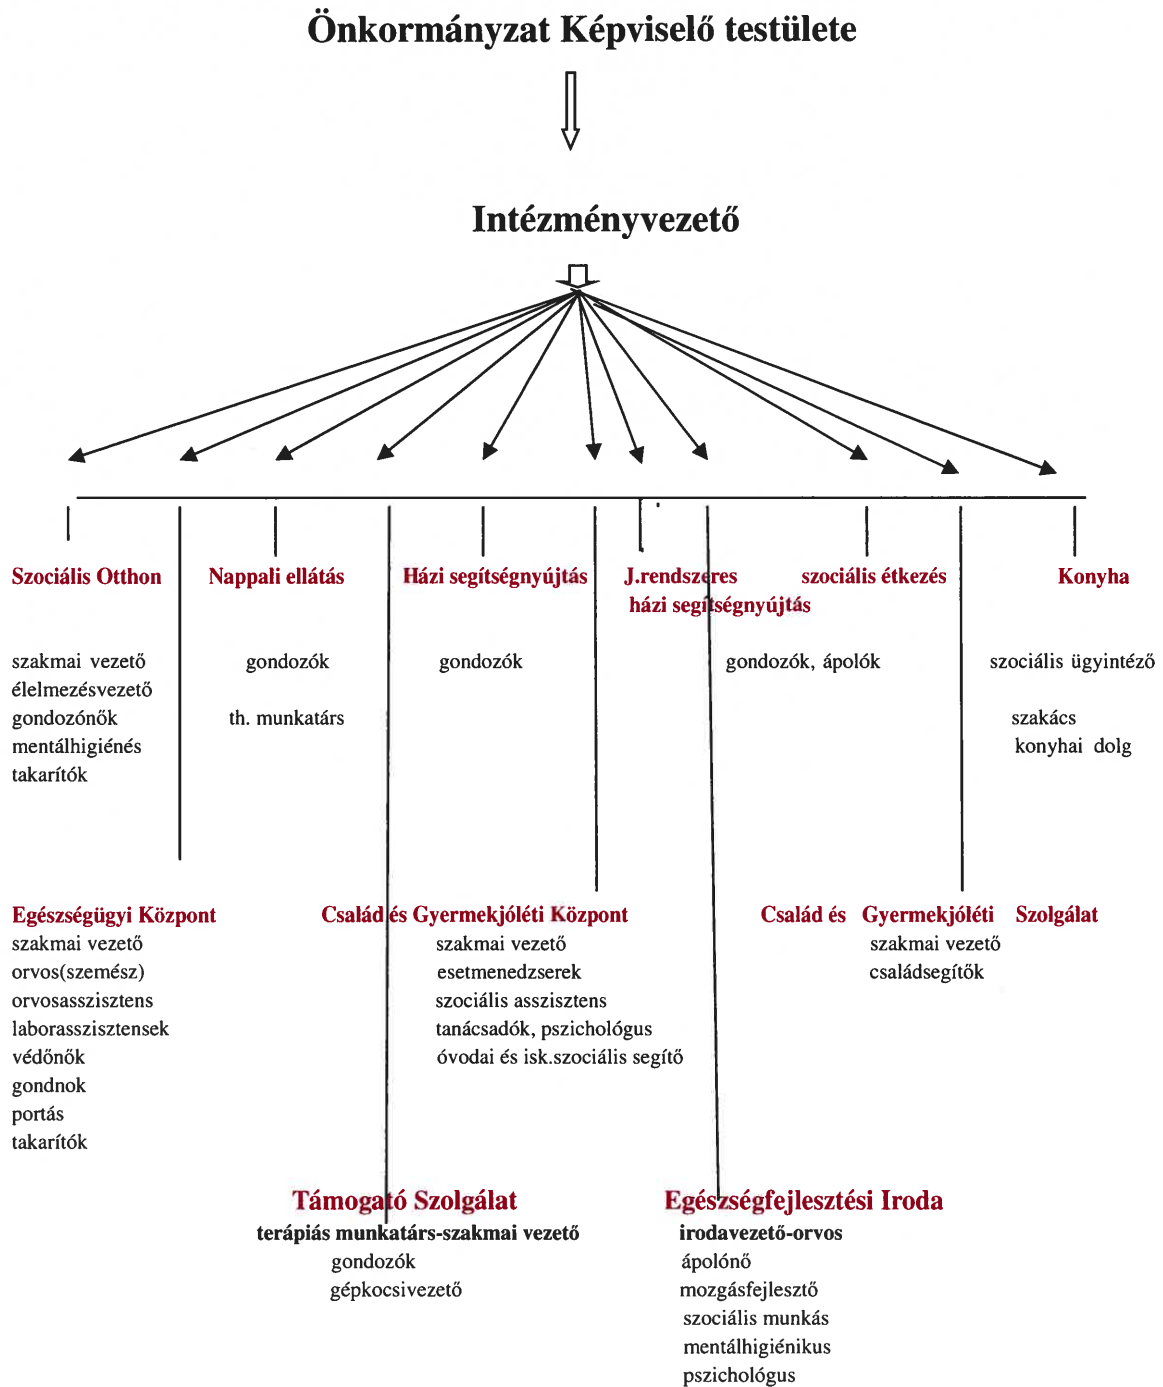 Önkormányzat Képviselő testülete
Intézményvezető
Szociális Otthon
Nappali ellátás
Házi segítségnyújtás
J.rendszeres
házi segítségnyújtás
szociális étkezés
Konyha
szakmai vezető
élelmezésvezető
gondozónők
mentálhigiénés
takarítók
gondozók
th. munkatárs
gondozók
gondozók, ápolók
szociális ügyintéző
szakács
konyhai dolg
Egészségügyi Központ
szakmai vezető
orvos(szemész)
orvosasszisztens
laborasszisztensek
védőnők
gondnok
portás
takarítók
Család és Gyermekjóléti Központ
szakmai vezető
esetmenedzserek
szociális asszisztens
tanácsadók, pszichológus
óvodai és isk.szociális segítő
Család és Gyermekjóléti Szolgálat
szakmai vezető
családsegítők
Támogató Szolgálat
terápiás munkatárs-szakmai vezető
gondozók
gépkocsivezető
Egészségfejlesztési Iroda
irodavezető-orvos
ápolónő
mozgásfejlesztő
szociális munkás
mentálhigiénikus
pszichológus